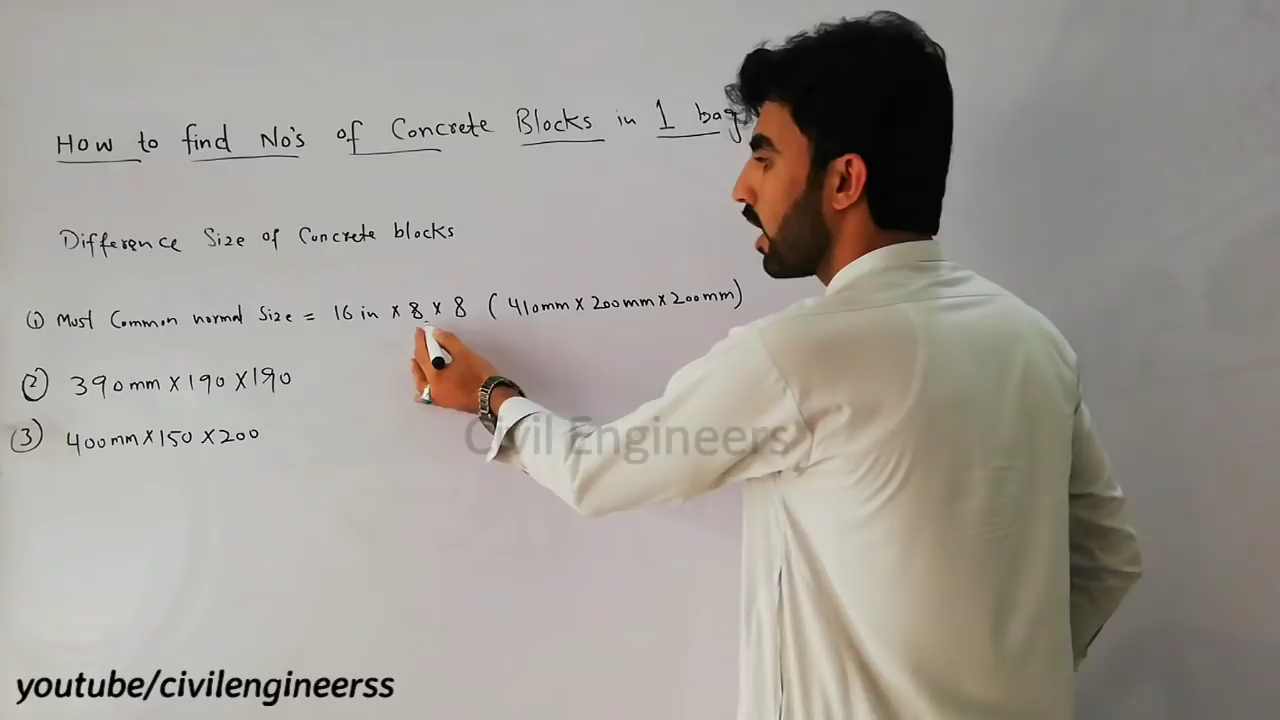 How to find No's of Concrete Blocks in 1 bag
Difference Size of Concrete blocks
(1) Most Common normal Size = 16 in x 8 x 8 (410mm x 200mm x 200mm)
(2) 390mm x 190 x 190
(3) 400mm x 150 x 200
Civil Engineers
youtube/civilengineerss